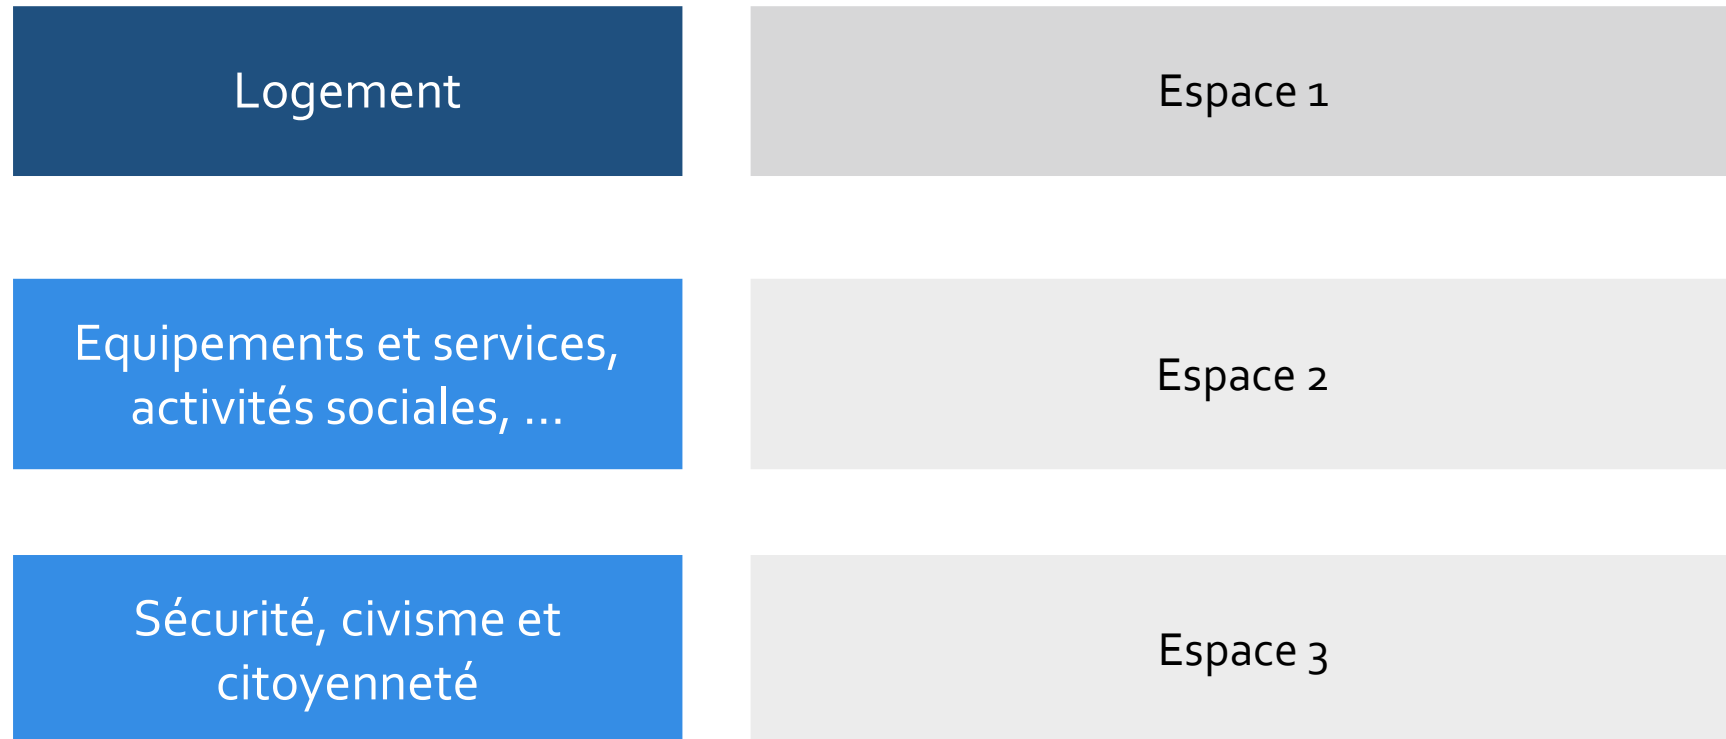 Logement
Espace 1
Equipements et services,
activités sociales, ...
Espace 2
Sécurité, civisme et
citoyenneté
Espace 3